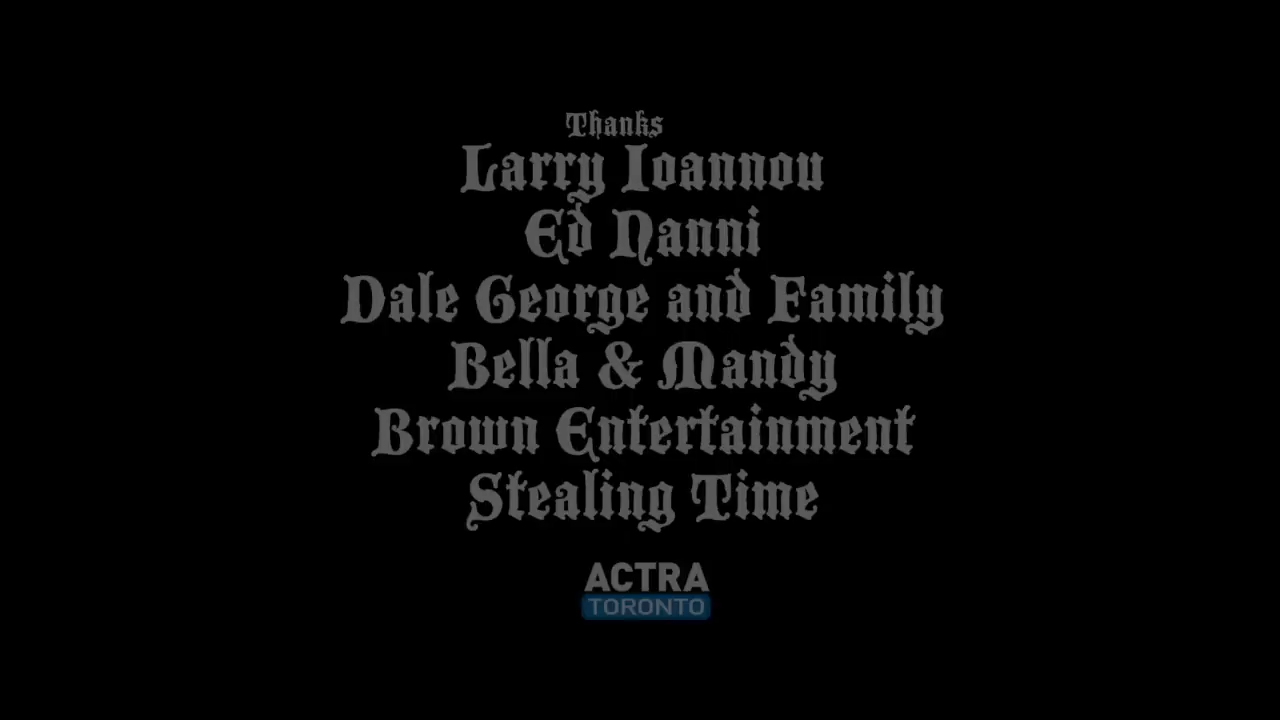 Thanks
Larry Ioannou
Ed Nanni
Dale George and Family
Bella & Mandy
Brown Entertainment
Stealing Time
ACTRA
TORONTO